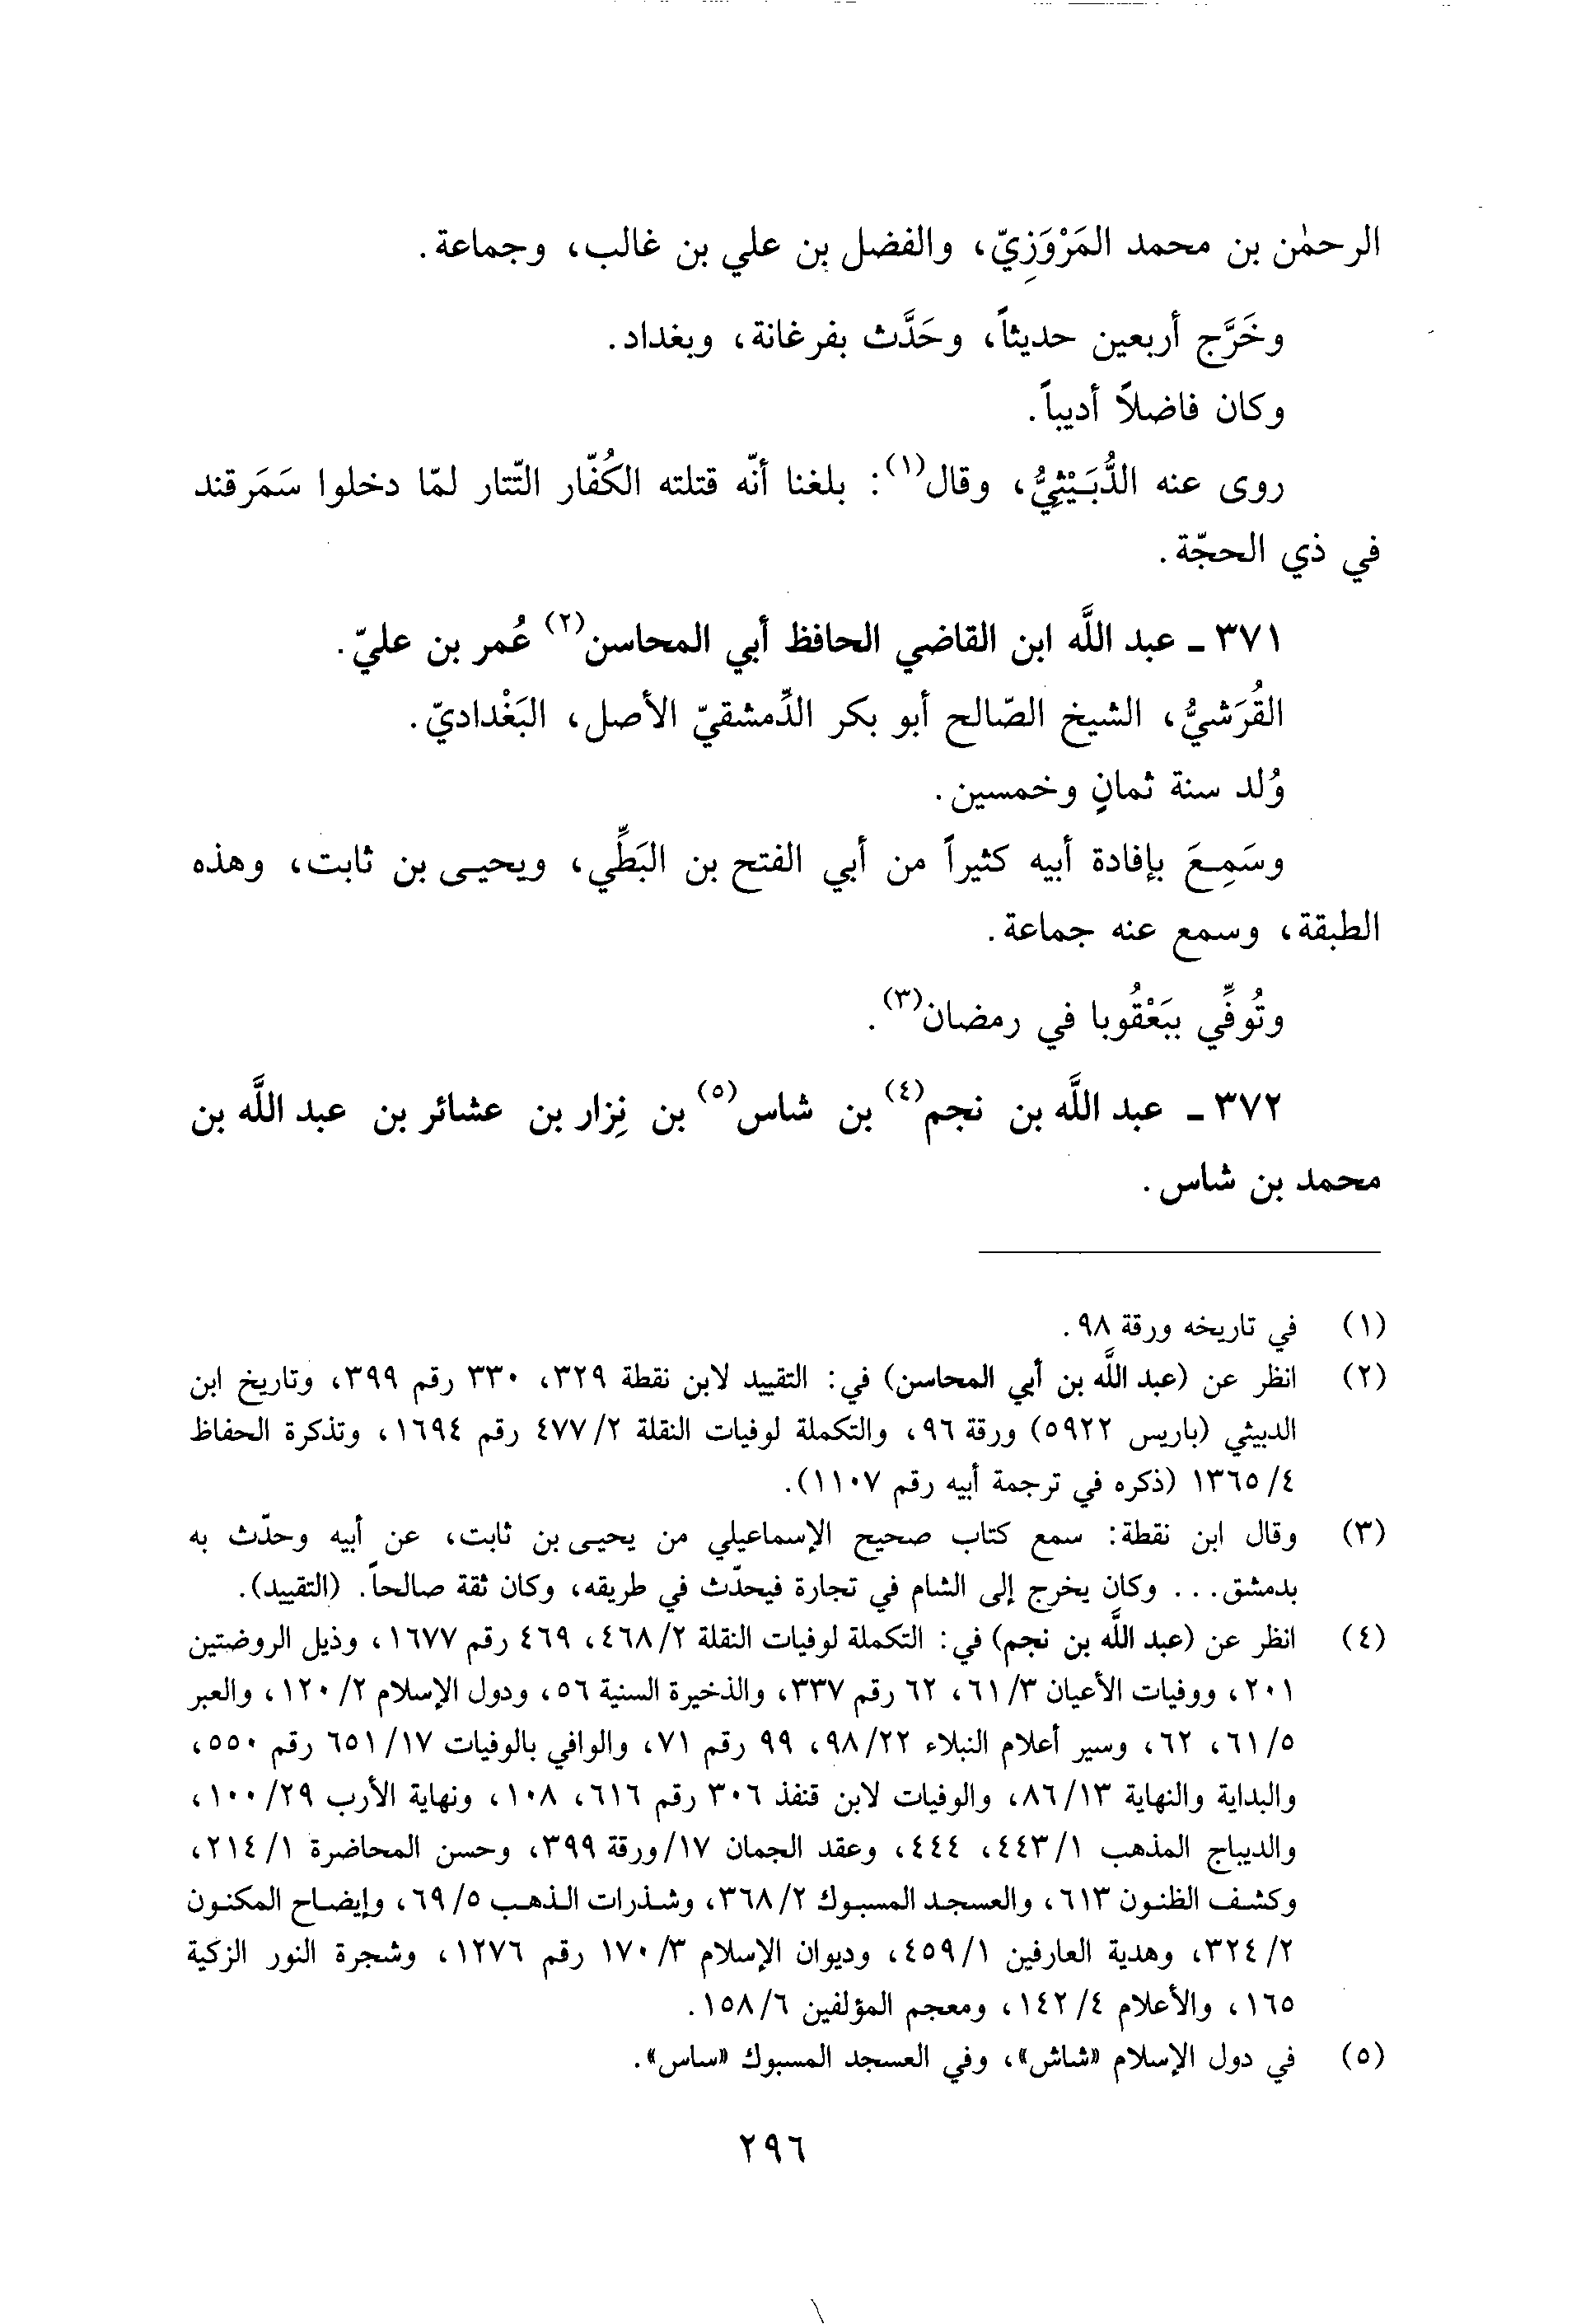 الرحمٰن بن محمد المَرْوَزِيّ، والفضل بن علي بن غالب، وجماعة.
وخَرَّج أربعين حديثاً، وحَدَّث بفرغانة، وبغداد.
وكان فاضلاً أديباً.
روى عنه الدُّبَيْثِيُّ، وقال(١): بلغنا أنّه قتلته الكُفّار التّتار لمّا دخلوا سَمَرقند
في ذي الحجّة.
٣٧١ ـ عبد اللَّه ابن القاضي الحافظ أبي المحاسن(٢) عُمر بن عليّ.
القُرَشيُّ، الشيخ الصّالح أبو بكر الدِّمشقيّ الأصل، البَغْداديّ.
وُلد سنة ثمانٍ وخمسين.
وسَمِعَ بإفادة أبيه كثيراً من أبي الفتح بن البَطِّي، ويحيـى بن ثابت، وهذه
الطبقة، وسمع عنه جماعة.
وتُوفِّي ببَعْقُوبا في رمضان(٣).
٣٧٢ ـ عبد اللَّه بن نجم(٤) بن شاس(٥) بن نِزار بن عشائر بن عبد اللَّه بن
محمد بن شاس.
(١) في تاريخه ورقة ٩٨.
(٢) انظر عن (عبد اللَّه بن أبي المحاسن) في: التقييد لابن نقطة ٣٢٩، ٣٣٠ رقم ٣٩٩، وتاريخ ابن
الدبيثي (باريس ٥٩٢٢) ورقة ٩٦، والتكملة لوفيات النقلة ٢/ ٤٧٧ رقم ١٦٩٤، وتذكرة الحفاظ
٤/ ١٣٦٥ (ذكره في ترجمة أبيه رقم ١١٠٧).
(٣) وقال ابن نقطة: سمع كتاب صحيح الإسماعيلي من يحيـى بن ثابت، عن أبيه وحدّث به
بدمشق... وكان يخرج إلى الشام في تجارة فيحدّث في طريقه، وكان ثقة صالحاً. (التقييد).
(٤) انظر عن (عبد اللَّه بن نجم) في: التكملة لوفيات النقلة ٢/ ٤٦٨، ٤٦٩ رقم ١٦٧٧، وذيل الروضتين
٢٠١، ووفيات الأعيان ٣/ ٦١، ٦٢ رقم ٣٣٧، والذخيرة السنية ٥٦، ودول الإسلام ٢/ ١٢٠، والعبر
٥/ ٦١، ٦٢، وسير أعلام النبلاء ٢٢/ ٩٨، ٩٩ رقم ٧١، والوافي بالوفيات ١٧/ ٦٥١ رقم ٥٥٠،
والبداية والنهاية ١٣/ ٨٦، والوفيات لابن قنفذ ٣٠٦ رقم ٦١٦، ١٠٨، ونهاية الأرب ٢٩/ ١٠٠،
والديباج المذهب ١/ ٤٤٣، ٤٤٤، وعقد الجمان ١٧/ ورقة ٣٩٩، وحسن المحاضرة ١/ ٢١٤،
وكشف الظنون ٦١٣، والعسجد المسبوك ٢/ ٣٦٨، وشذرات الذهب ٥/ ٦٩، وإيضاح المكنون
٢/ ٣٢٤، وهدية العارفين ١/ ٤٥٩، وديوان الإسلام ٣/ ١٧٠ رقم ١٢٧٦، وشجرة النور الزكية
١٦٥، والأعلام ٤/ ١٤٢، ومعجم المؤلفين ٦/ ١٥٨.
(٥) في دول الإسلام «شاش»، وفي العسجد المسبوك «ساس».
٢٩٦